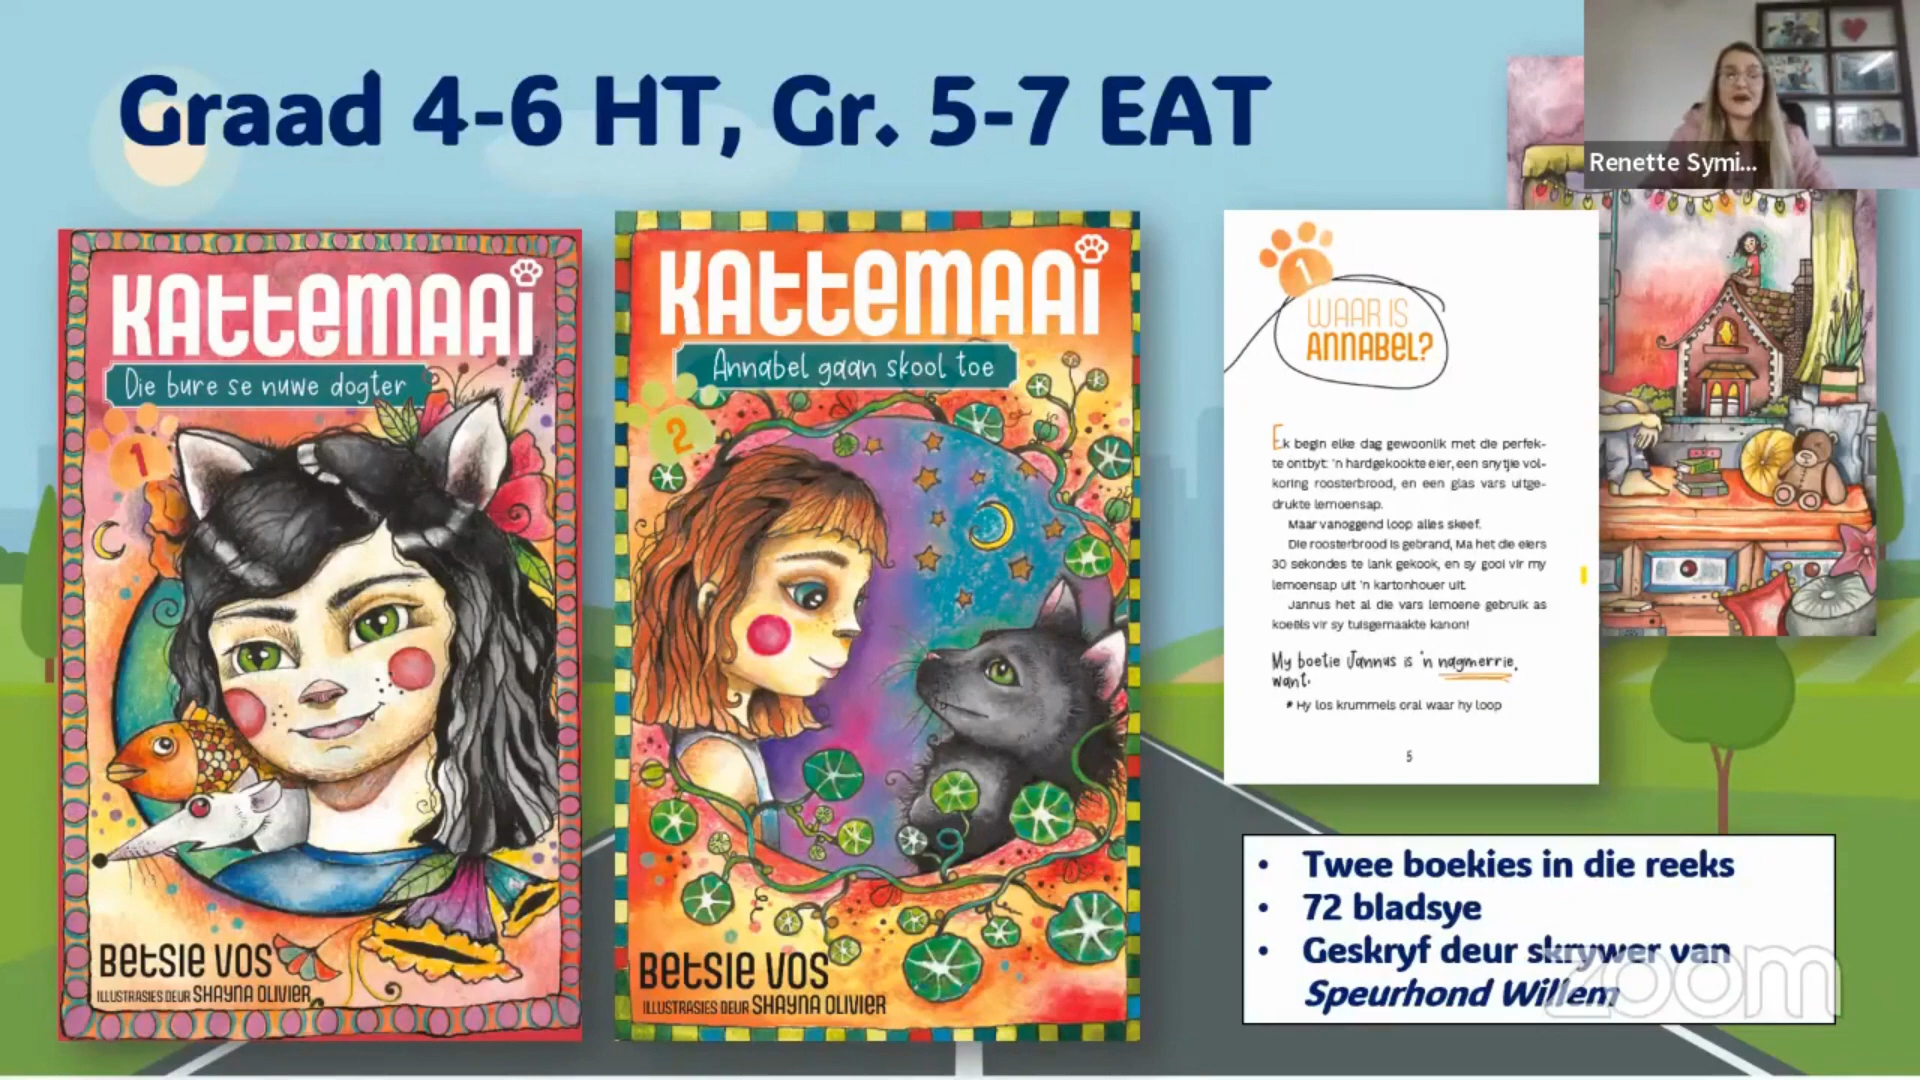 Graad 4-6 HT, Gr. 5-7 EAT
Renette Symi...
KATTEMAAI
Die bure se nuwe dogter
1
BETSIE VOS
ILLUSTRASIES DEUR SHAYNA OLIVIER
KATTEMAAI
Annabel gaan skool toe
2
BETSIE VOS
ILLUSTRASIES DEUR SHAYNA OLIVIER
1
WAAR IS
ANNABEL?
Ek begin elke dag gewoonlik met die perfek-
te ontbyt: 'n hardgekookte eier, een snytjie vol-
koring roosterbrood, en een glas vars uitge-
drukte lemoensap.
Maar vanoggend loop alles skeef.
Die roosterbrood is gebrand, Ma het die eiers
30 sekondes te lank gekook, en sy gooi vir my
lemoensap uit 'n kartonhouer uit.
Jannus het al die vars lemoene gebruik as
koeëls vir sy tuisgemaakte kanon!
My boetie Jannus is 'n nagmerrie,
want:
Hy los krummels oral waar hy loop
5
• Twee boekies in die reeks
• 72 bladsye
• Geskryf deur skrywer van
Speurhond Willem
zoom